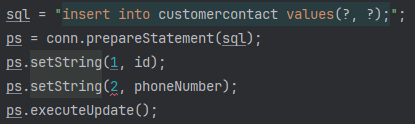 sql = "insert into customercontact values(?, ?);";
ps = conn.prepareStatement(sql);
ps.setString(1, id);
ps.setString(2, phoneNumber);
ps.executeUpdate();